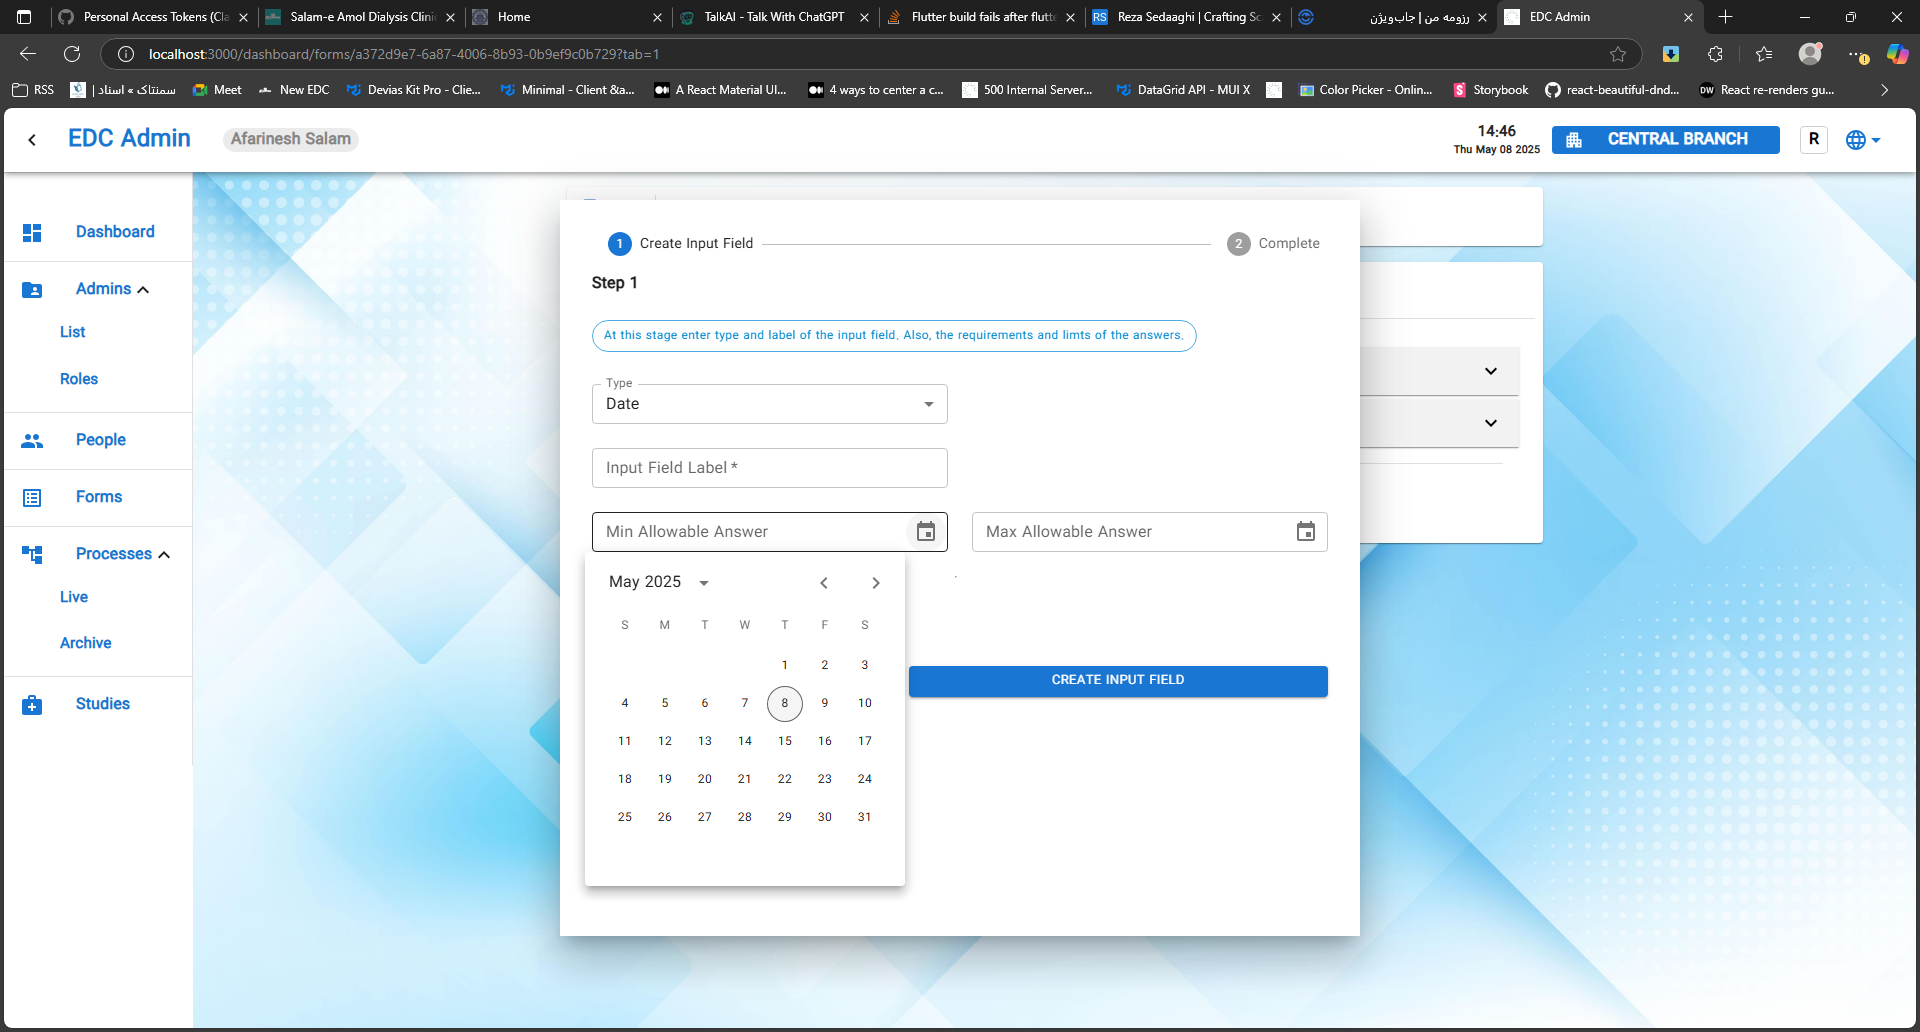 Personal Access Tokens (Cla
Salam-e Amol Dialysis Clinic
Home
TalkAI - Talk With ChatGPT
Flutter build fails after flutte
RS Reza Sedaaghi | Crafting Sc
رزومه من | جاب‌ویژن
EDC Admin
localhost:3000/dashboard/forms/a372d9e7-6a87-4006-8b93-0b9ef9c0b729?tab=1
RSS
سمنتاک » اسناد |
Meet
New EDC
Devias Kit Pro - Clie...
Minimal - Client &a...
A React Material UI...
4 ways to center a c...
500 Internal Server...
DataGrid API - MUI X
Color Picker - Onlin...
Storybook
react-beautiful-dnd...
DW React re-renders gu...
EDC Admin
Afarinesh Salam
14:46
Thu May 08 2025
CENTRAL BRANCH
R
Dashboard
Admins
List
Roles
People
Forms
Processes
Live
Archive
Studies
1 Create Input Field
2 Complete
Step 1
At this stage enter type and label of the input field. Also, the requirements and limts of the answers.
Type
Date
Input Field Label *
Min Allowable Answer
Max Allowable Answer
May 2025
S M T W T F S
1 2 3
4 5 6 7 8 9 10
11 12 13 14 15 16 17
18 19 20 21 22 23 24
25 26 27 28 29 30 31
CREATE INPUT FIELD